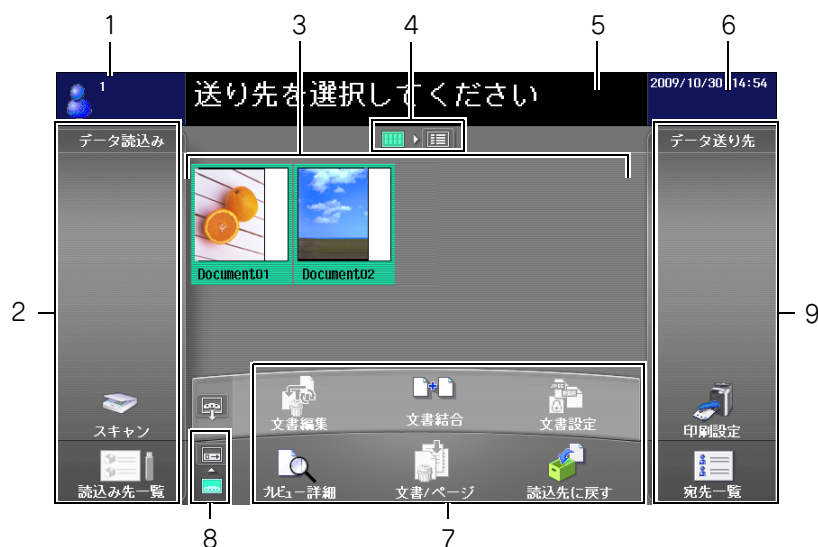 1
3
4
5
6
1
送り先を選択してください
2009/10/30 14:54
データ読込み
データ送り先
Document01
Document02
2
9
スキャン
文書編集
文書結合
JPEG
文書設定
印刷設定
読込み先一覧
プレビュー詳細
文書/ページ
読込先に戻す
宛先一覧
8
7